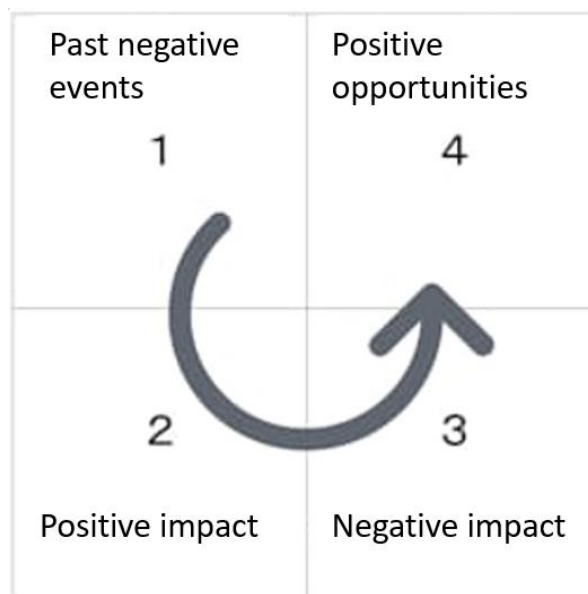 Past negative
events
1
Positive
opportunities
4
2
Positive impact
3
Negative impact